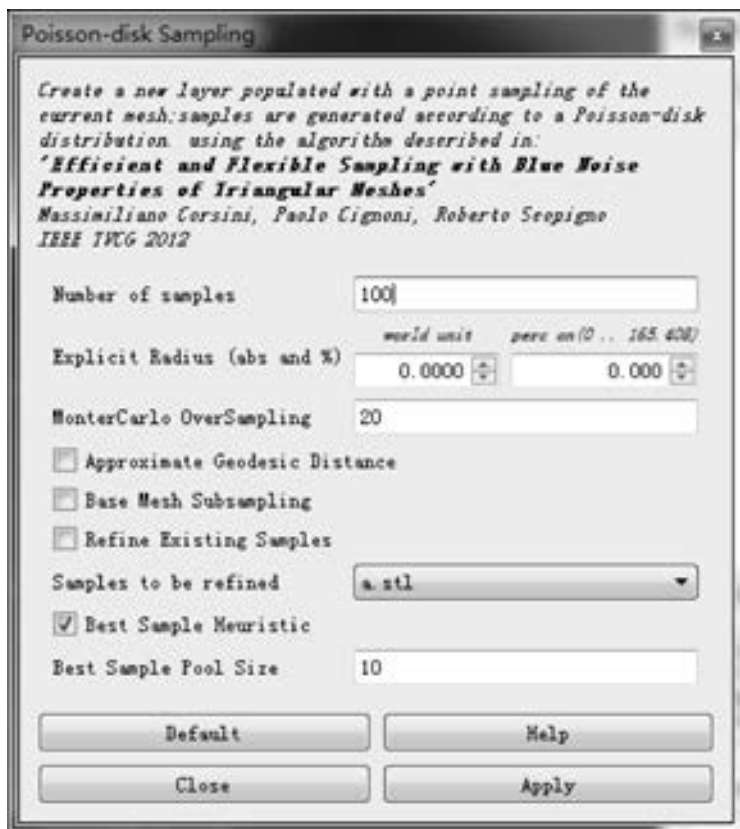 Poisson-disk Sampling
Create a new layer populated with a point sampling of the
current mesh;samples are generated according to a Poisson-disk
distribution, using the algorithm described in:
'Efficient and Flexible Sampling with Blue Noise
Properties of Triangular Meshes'
Massimiliano Corsini, Paolo Cignoni, Roberto Scopigno
IEEE TVCG 2012
Number of samples 100
world unit perc on(0 .. 165.408)
Explicit Radius (abs and %) 0.0000 0.000
MonterCarlo OverSampling 20
Approximate Geodesic Distance
Base Mesh Subsampling
Refine Existing Samples
Samples to be refined a.stl
Best Sample Heuristic
Best Sample Pool Size 10
Default Help
Close Apply